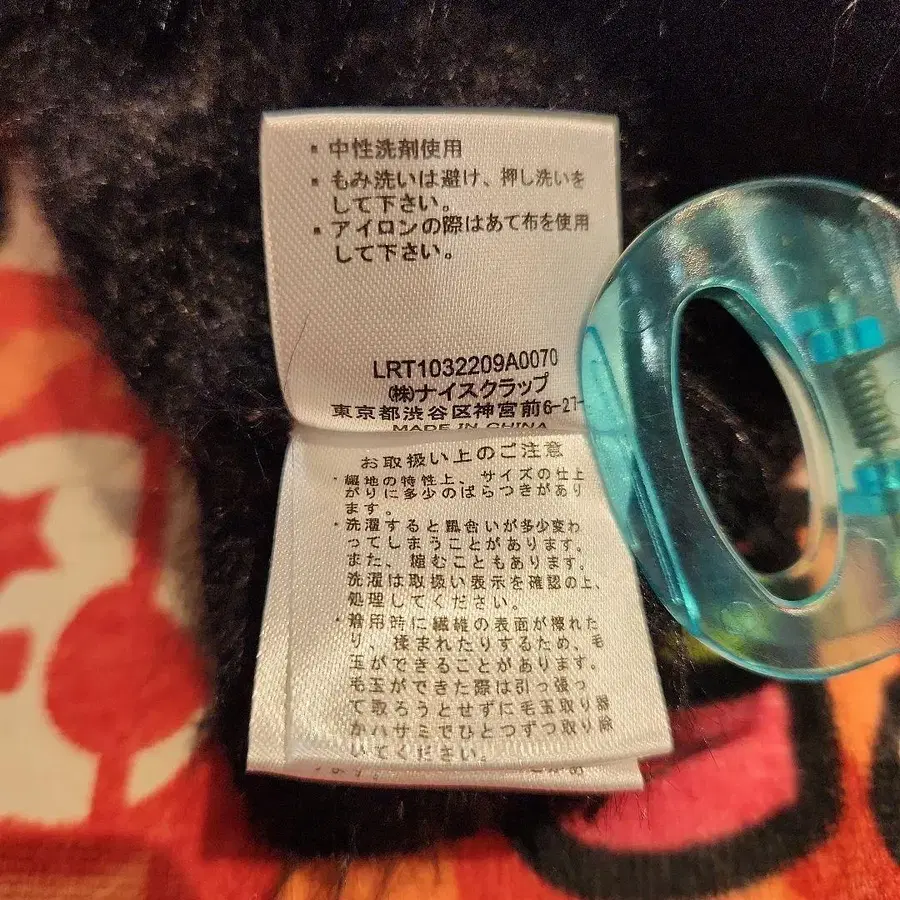 ・中性洗剤使用
・もみ洗いは避け、押し洗いを
して下さい。
・アイロンの際はあて布を使用
して下さい。
LRT1032209A0070
㈱ナイスクラップ
東京都渋谷区神宮前6-27-
MADE IN CHINA
お取扱い上のご注意
・編地の特性上、サイズの仕上
がりに多少のばらつきがあり
ます。
・洗濯すると風合いが多少変わ
ってしまうことがあります。
また、縮むこともあります。
洗濯は取扱い表示を確認の上、
処理してください。
・着用時に繊維の表面が擦れた
り、揉まれたりするため、毛
玉ができることがあります。
毛玉ができた際は引っ張っ
て取ろうとせずに毛玉取り器
かハサミでひとつずつ取り除
いてください。